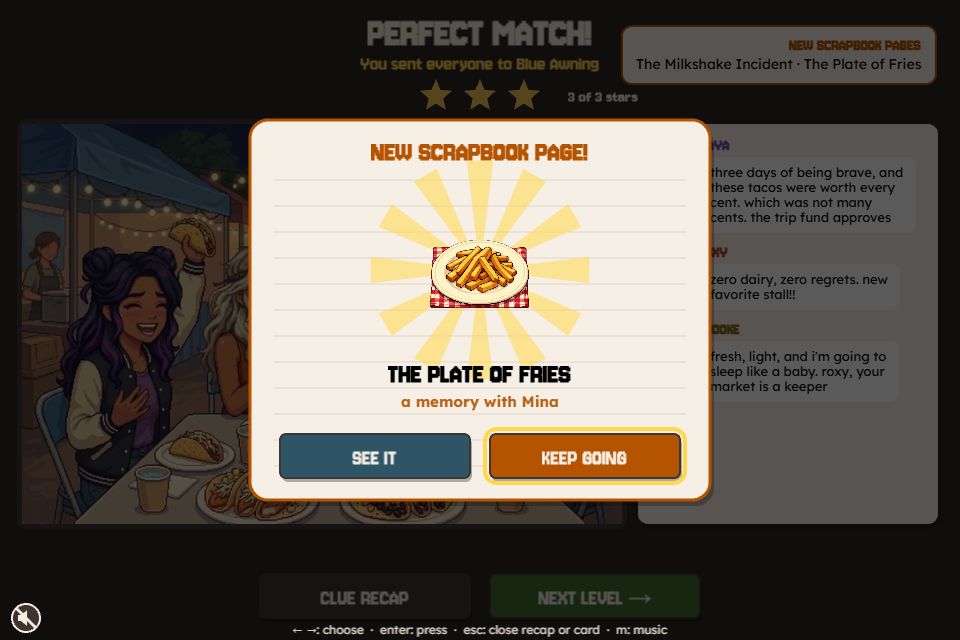 PERFECT MATCH!
You sent everyone to Blue Awning
3 of 3 stars
NEW SCRAPBOOK PAGES
The Milkshake Incident · The Plate of Fries
NEW SCRAPBOOK PAGE!
THE PLATE OF FRIES
a memory with Mina
SEE IT
KEEP GOING
three days of being brave, and
these tacos were worth every
cent. which was not many
cents. the trip fund approves
zero dairy, zero regrets. new
favorite stall!!
fresh, light, and i'm going to
sleep like a baby. roxy, your
market is a keeper
CLUE RECAP
NEXT LEVEL →
← →: choose · enter: press · esc: close recap or card · m: music